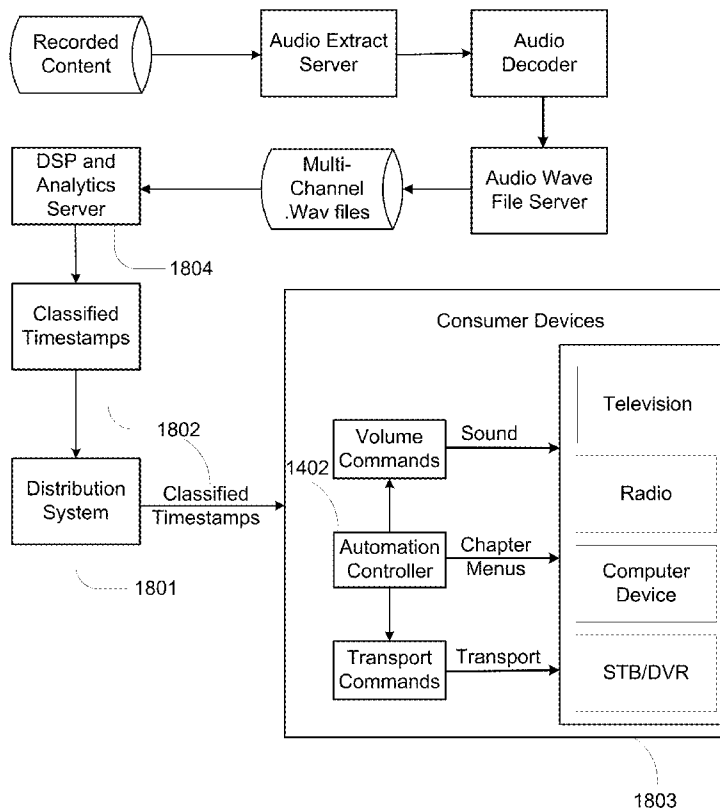 Recorded
Content
Audio Extract
Server
Audio
Decoder
DSP and
Analytics
Server
Multi-
Channel
.Wav files
Audio Wave
File Server
1804
Classified
Timestamps
Consumer Devices
1802
Distribution
System
Classified
Timestamps
1801
1402
Volume
Commands
Sound
Automation
Controller
Chapter
Menus
Transport
Commands
Transport
Television
Radio
Computer
Device
STB/DVR
1803